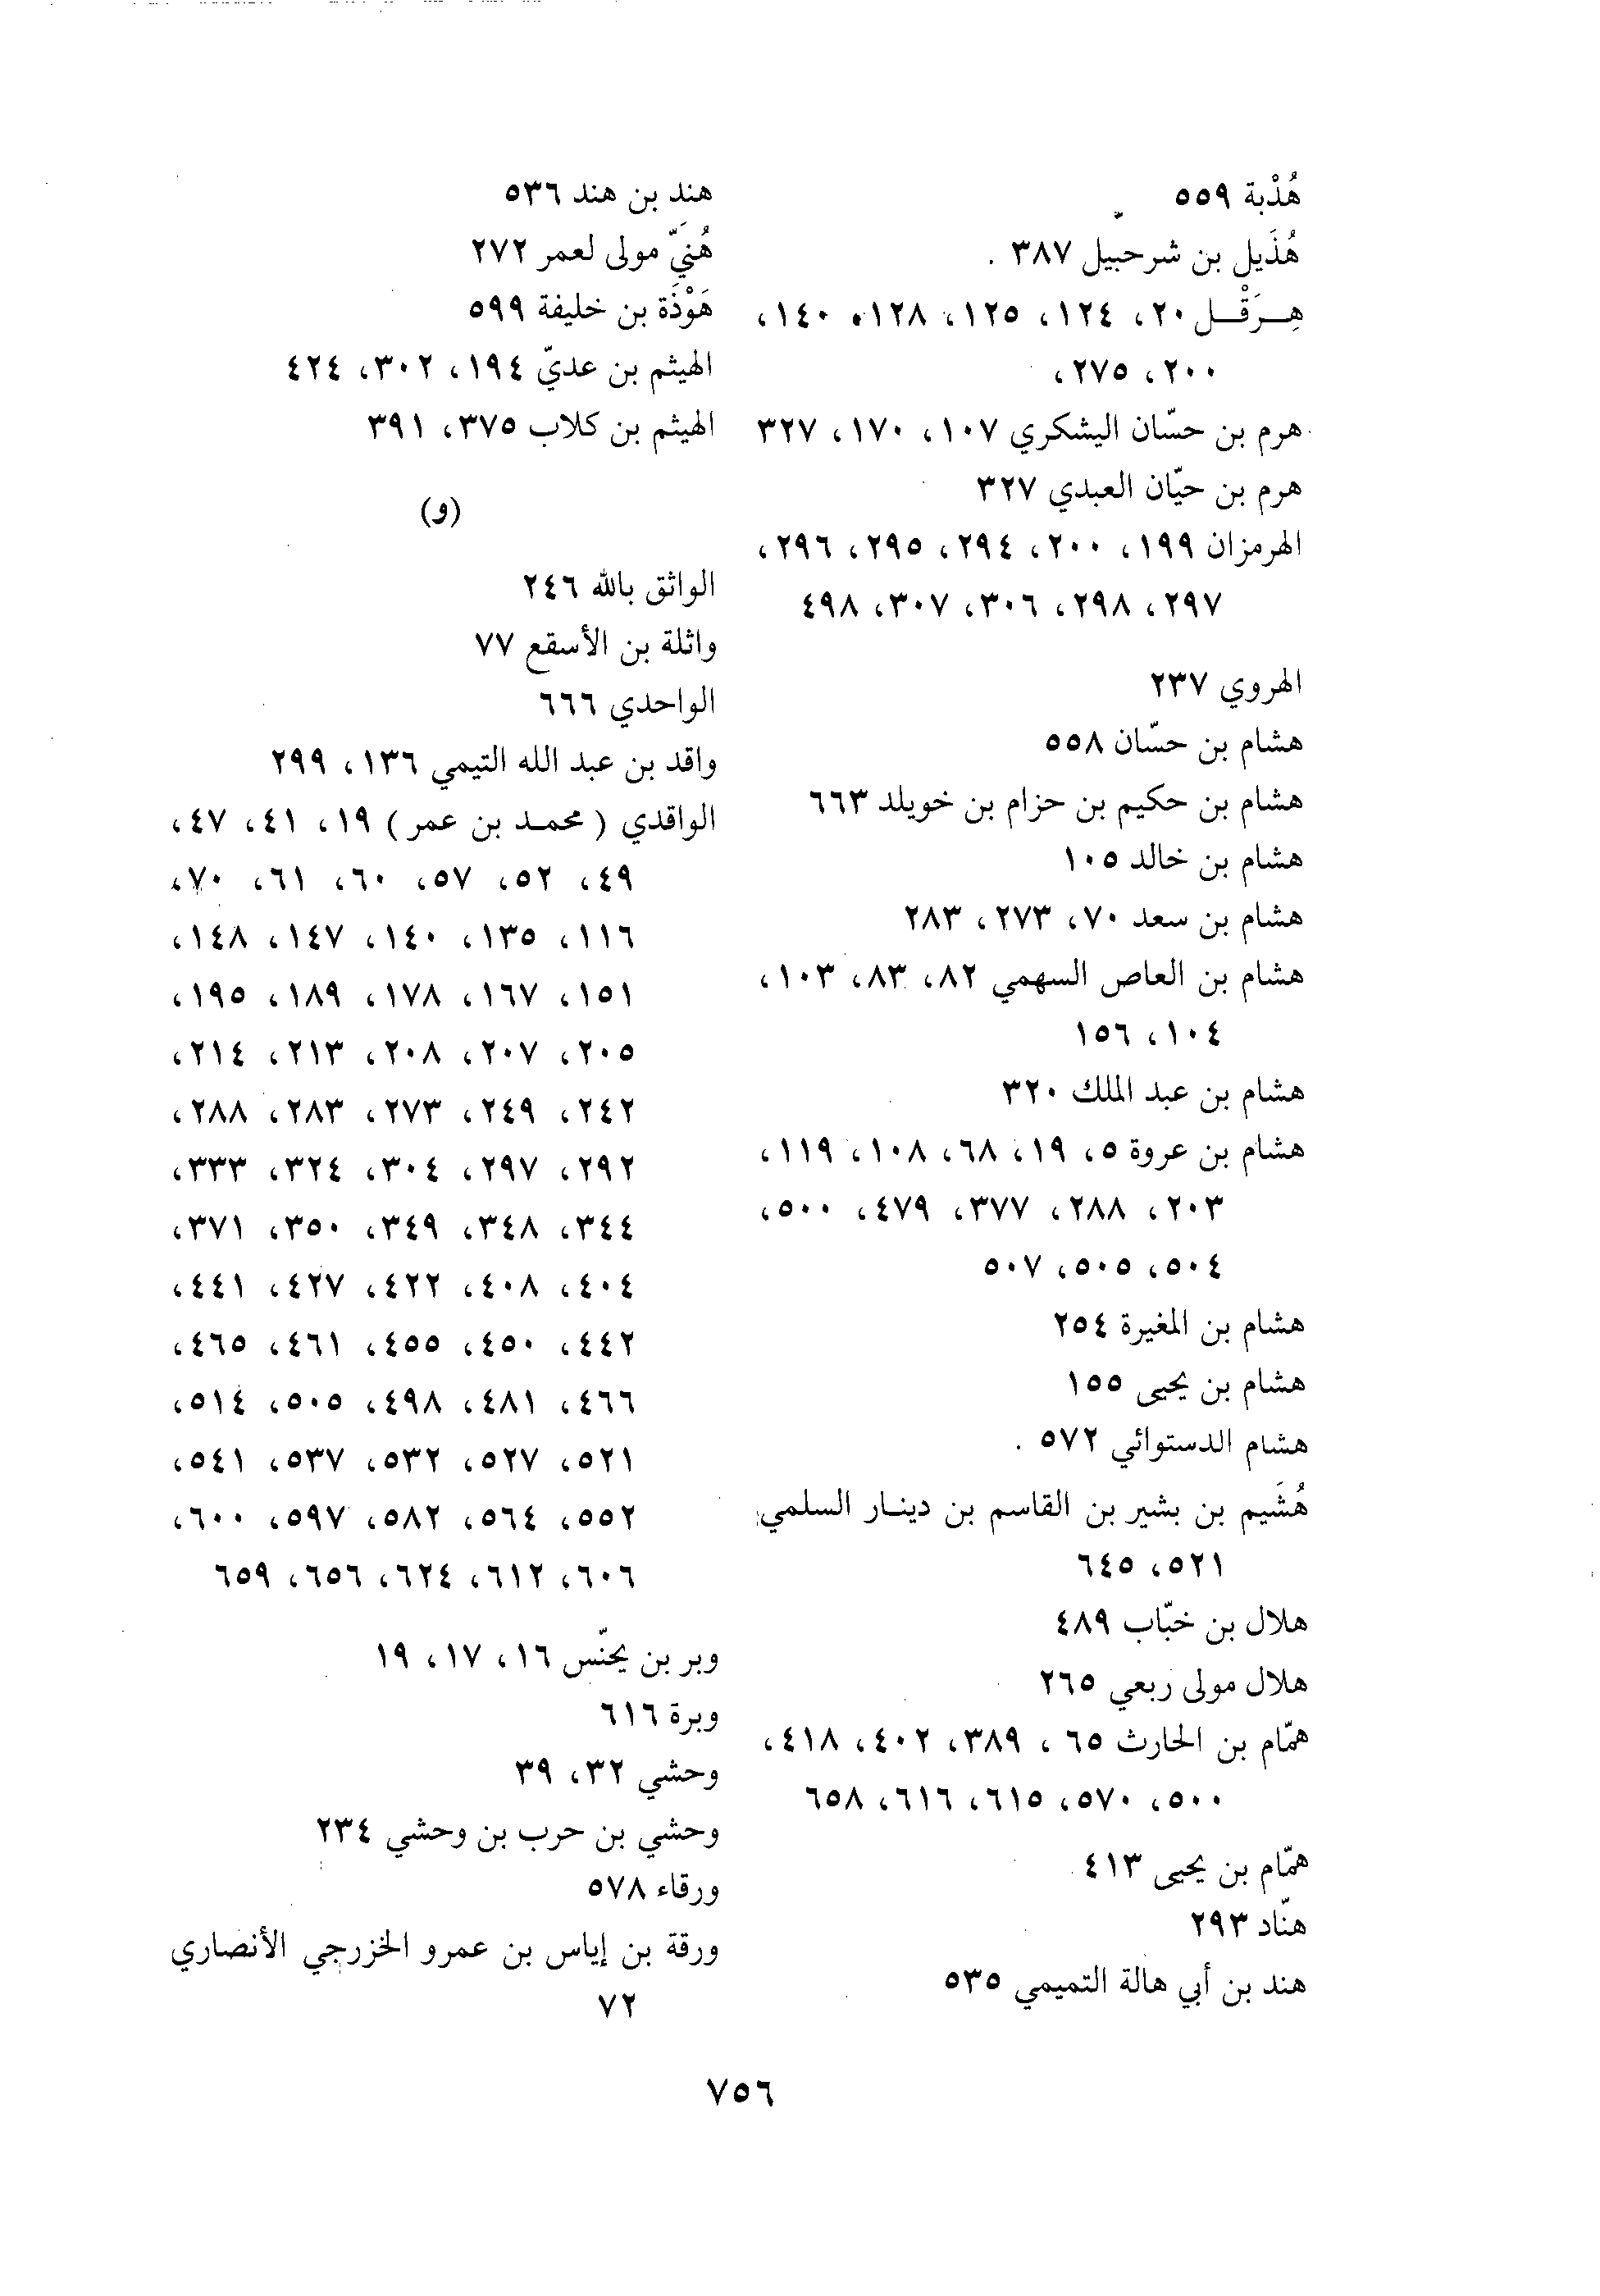 هُدْبة ٥٥٩
هُذَيل بن شرحبيل ٣٨٧ .
هِـرَقْـل ٢٠، ١٢٤، ١٢٥، ١٢٨، ١٤٠،
٢٠٠، ٢٧٥،
هرم بن حسّان اليشكري ١٠٧، ١٧٠، ٣٢٧
هرم بن حيّان العبدي ٣٢٧
الهرمزان ١٩٩، ٢٠٠، ٢٩٤، ٢٩٥، ٢٩٦،
٢٩٧، ٢٩٨، ٣٠٦، ٣٠٧، ٤٩٨
الهروي ٢٣٧
هشام بن حسّان ٥٥٨
هشام بن حكيم بن حزام بن خويلد ٦٦٣
هشام بن خالد ١٠٥
هشام بن سعد ٧٠، ٢٧٣، ٢٨٣
هشام بن العاص السهمي ٨٢، ٨٣، ١٠٣،
١٠٤، ١٥٦
هشام بن عبد الملك ٣٢٠
هشام بن عروة ٥، ١٩، ٦٨، ١٠٨، ١١٩،
٢٠٣، ٢٨٨، ٣٧٧، ٤٧٩، ٥٠٠،
٥٠٤، ٥٠٥، ٥٠٧
هشام بن المغيرة ٢٥٤
هشام بن يحيى ١٥٥
هشام الدستوائي ٥٧٢ .
هُشَيم بن بشير بن القاسم بن دينـار السلمي
٥٢١، ٦٤٥
هلال بن خبّاب ٤٨٩
هلال مولى ربعي ٢٦٥
همّام بن الحارث ٦٥ ، ٣٨٩، ٤٠٢، ٤١٨،
٥٠٠، ٥٧٠، ٦١٥، ٦١٦، ٦٥٨
همّام بن يحيى ٤١٣
هنّاد ٢٩٣
هند بن أبي هالة التميمي ٥٣٥
هند بن هند ٥٣٦
هُنَيّ مولى لعمر ٢٧٢
هَوْذَة بن خليفة ٥٩٩
الهيثم بن عديّ ١٩٤، ٣٠٢، ٤٢٤
الهيثم بن كلاب ٣٧٥، ٣٩١
(و)
الواثق بالله ٢٤٦
واثلة بن الأسقع ٧٧
الواحدي ٦٦٦
واقد بن عبد الله التيمي ١٣٦، ٢٩٩
الواقدي ( محمـد بن عمر ) ١٩، ٤١، ٤٧،
٤٩، ٥٢، ٥٧، ٦٠، ٦١، ٧٠،
١١٦، ١٣٥، ١٤٠، ١٤٧، ١٤٨،
١٥١، ١٦٧، ١٧٨، ١٨٩، ١٩٥،
٢٠٥، ٢٠٧، ٢٠٨، ٢١٣، ٢١٤،
٢٤٢، ٢٤٩، ٢٧٣، ٢٨٣، ٢٨٨،
٢٩٢، ٢٩٧، ٣٠٤، ٣٢٤، ٣٣٣،
٣٤٤، ٣٤٨، ٣٤٩، ٣٥٠، ٣٧١،
٤٠٤، ٤٠٨، ٤٢٢، ٤٢٧، ٤٤١،
٤٤٢، ٤٥٠، ٤٥٥، ٤٦١، ٤٦٥،
٤٦٦، ٤٨١، ٤٩٨، ٥٠٥، ٥١٤،
٥٢١، ٥٢٧، ٥٣٢، ٥٣٧، ٥٤١،
٥٥٢، ٥٦٤، ٥٨٢، ٥٩٧، ٦٠٠،
٦٠٦، ٦١٢، ٦٢٤، ٦٥٦، ٦٥٩
وبر بن يحنّس ١٦، ١٧، ١٩
وبرة ٦١٦
وحشي ٣٢، ٣٩
وحشي بن حرب بن وحشي ٢٣٤
ورقاء ٥٧٨
ورقة بن إياس بن عمرو الخزرجي الأنصاري
٧٢
٧٥٦